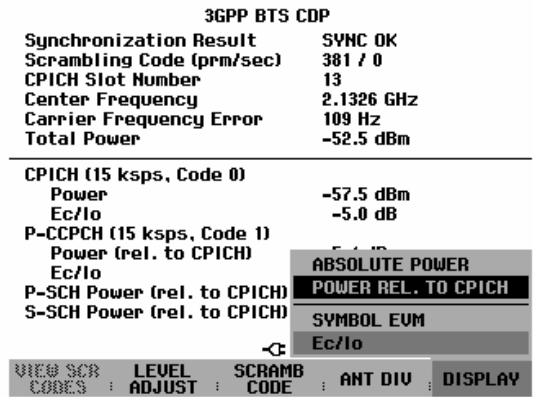 3GPP BTS CDP
Synchronization Result SYNC OK
Scrambling Code (prm/sec) 381 / 0
CPICH Slot Number 13
Center Frequency 2.1326 GHz
Carrier Frequency Error 109 Hz
Total Power -52.5 dBm
CPICH (15 ksps, Code 0)
Power -57.5 dBm
Ec/Io -5.0 dB
P-CCPCH (15 ksps, Code 1)
Power (rel. to CPICH)
Ec/Io
P-SCH Power (rel. to CPICH)
S-SCH Power (rel. to CPICH)
ABSOLUTE POWER
POWER REL. TO CPICH
SYMBOL EVM
Ec/Io
VIEW SCR CODES
LEVEL ADJUST
SCRAMB CODE
ANT DIV
DISPLAY